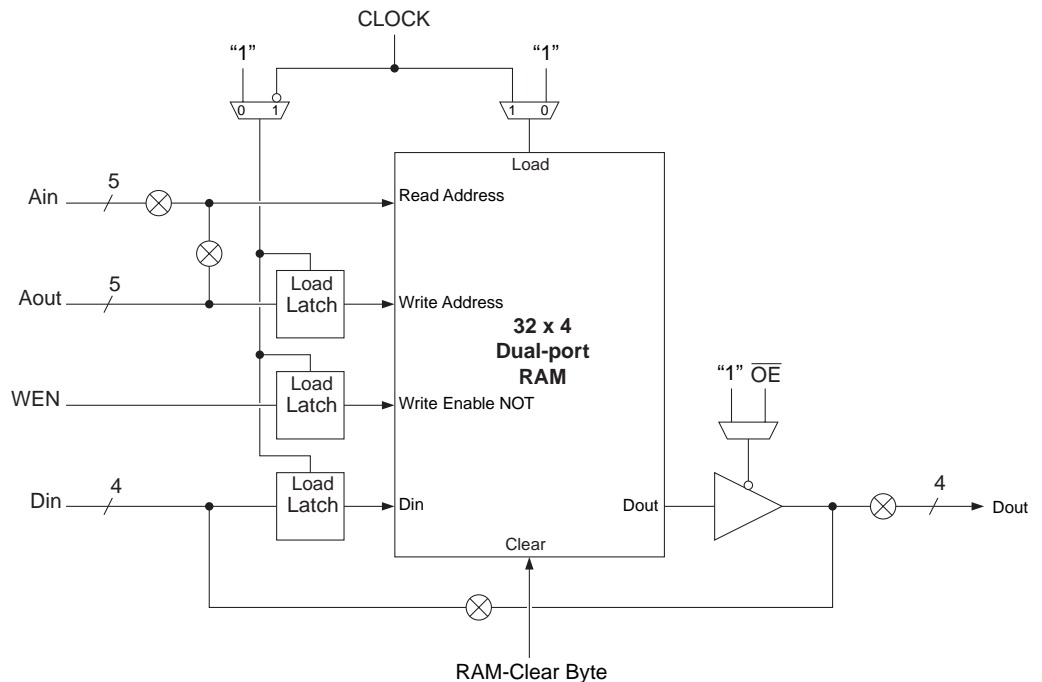 CLOCK
“1” “1”
0 1 1 0
Load
Ain 5 Read Address
Aout 5 Load Latch Write Address
32 x 4
Dual-port
RAM
“1” OE
WEN Load Latch Write Enable NOT
Din 4 Load Latch Din Dout 4 Dout
Clear
RAM-Clear Byte